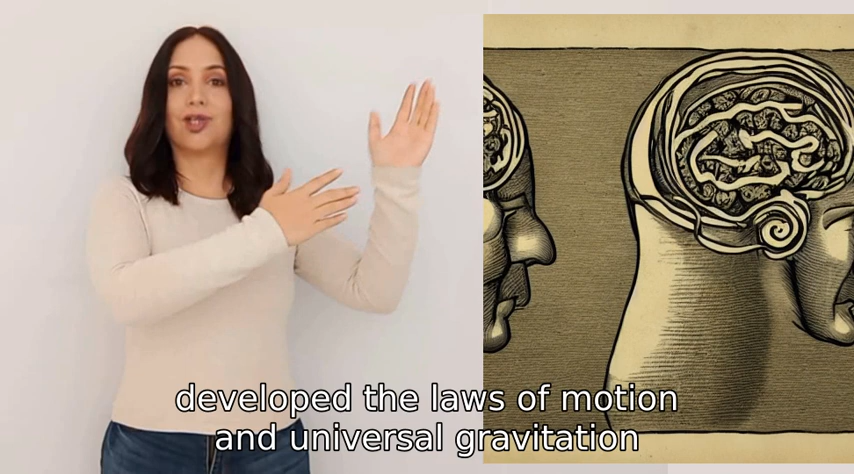 developed the laws of motion
and universal gravitation